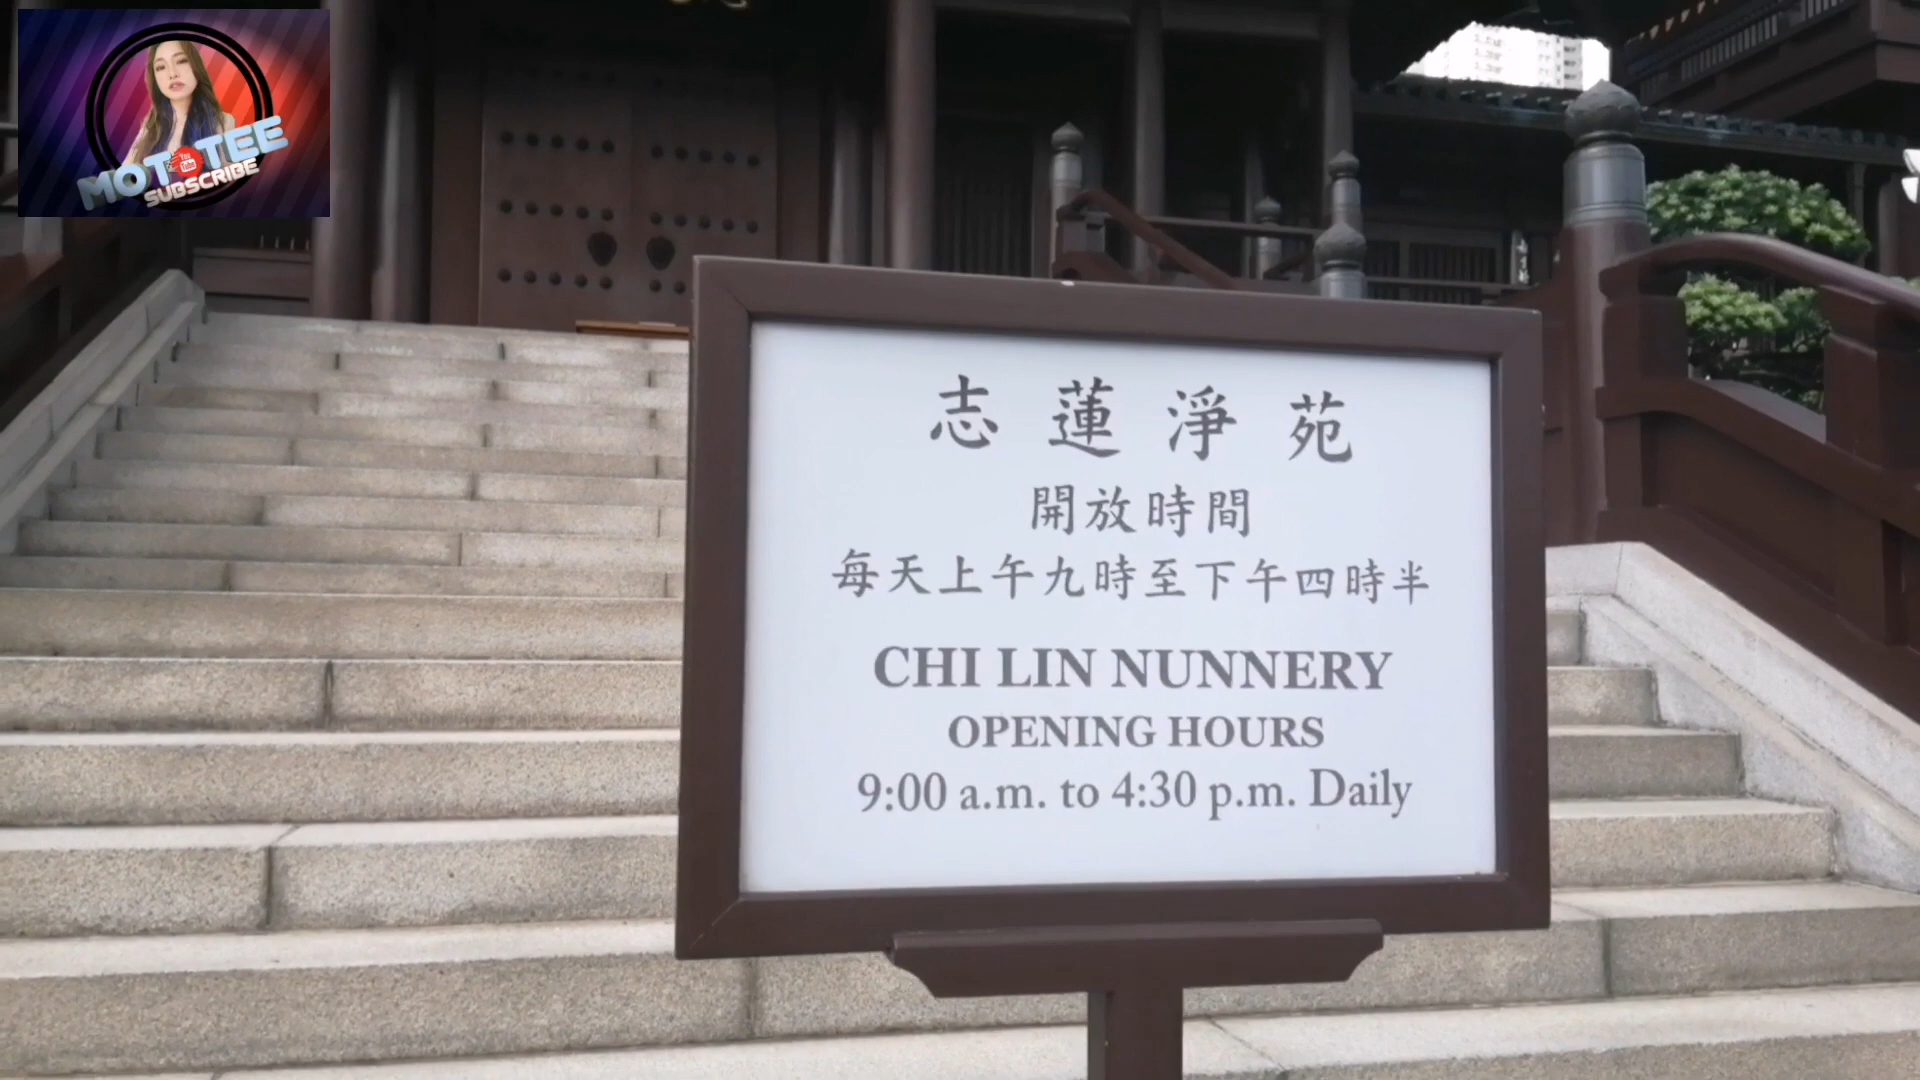 MOTOTEE
SUBSCRIBE
志蓮淨苑
開放時間
每天上午九時至下午四時半
CHI LIN NUNNERY
OPENING HOURS
9:00 a.m. to 4:30 p.m. Daily